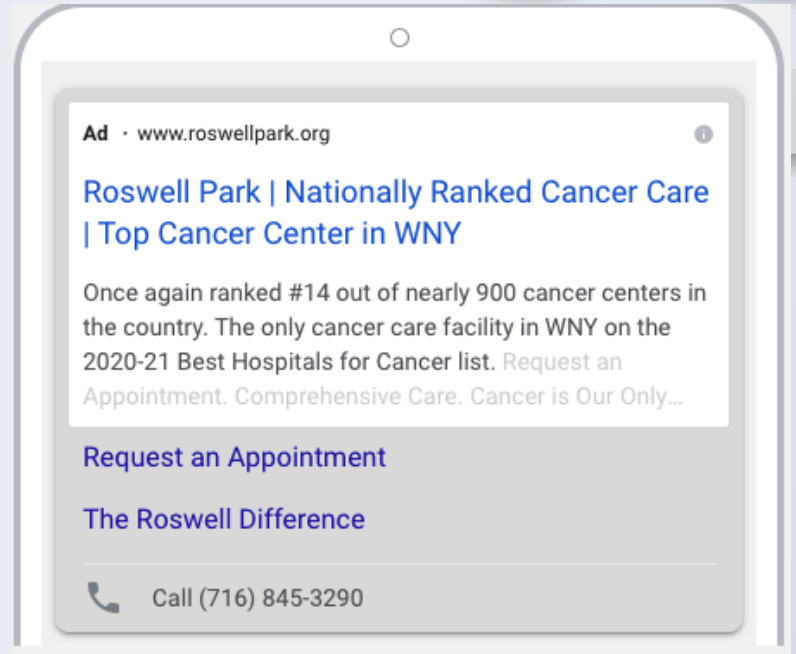 Ad · www.roswellpark.org
Roswell Park | Nationally Ranked Cancer Care
| Top Cancer Center in WNY
Once again ranked #14 out of nearly 900 cancer centers in
the country. The only cancer care facility in WNY on the
2020-21 Best Hospitals for Cancer list. Request an
Appointment. Comprehensive Care. Cancer is Our Only...
Request an Appointment
The Roswell Difference
Call (716) 845-3290